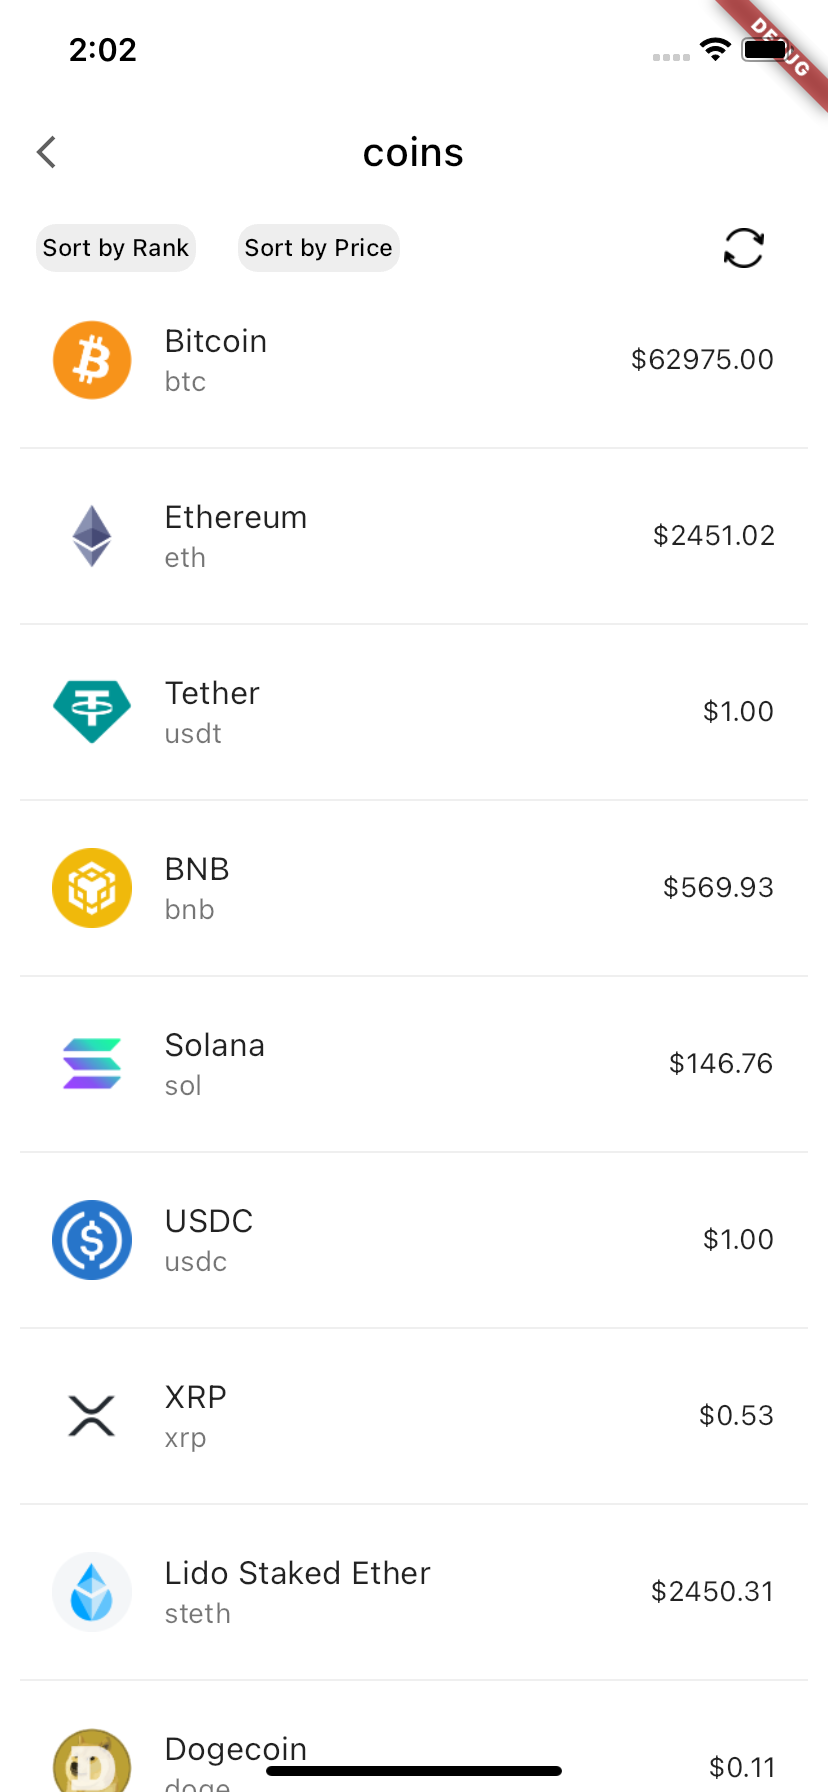 2:02
DEBUG
coins
Sort by Rank
Sort by Price
Bitcoin
btc
$62975.00
Ethereum
eth
$2451.02
Tether
usdt
$1.00
BNB
bnb
$569.93
Solana
sol
$146.76
USDC
usdc
$1.00
XRP
xrp
$0.53
Lido Staked Ether
steth
$2450.31
Dogecoin
doge
$0.11